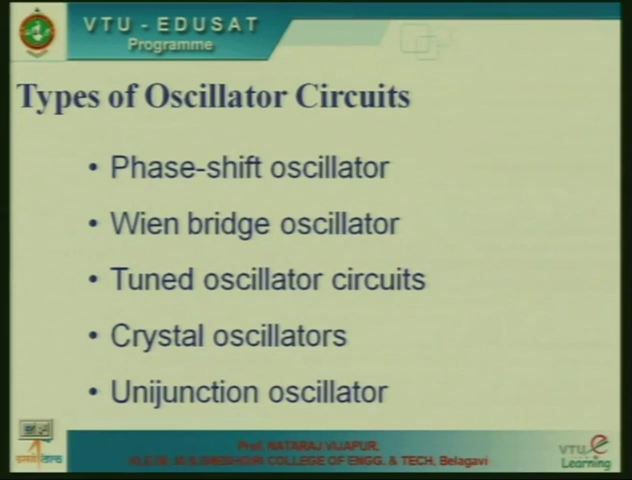 VTU - EDUSAT
Programme
Types of Oscillator Circuits
• Phase-shift oscillator
• Wien bridge oscillator
• Tuned oscillator circuits
• Crystal oscillators
• Unijunction oscillator
Prof. NATARAJ VIJAPUR,
COLLEGE OF ENGG. & TECH, Belagavi
VTU e
Learning